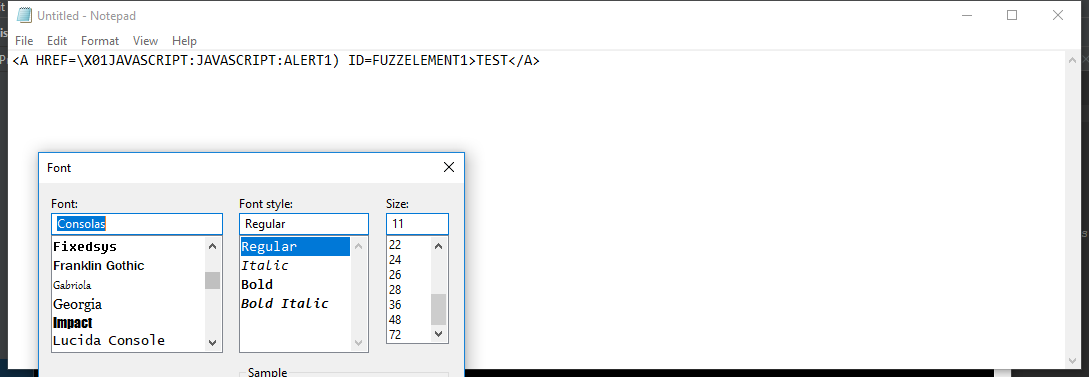 Untitled - Notepad
File Edit Format View Help
<A HREF=\X01JAVASCRIPT:JAVASCRIPT:ALERT1) ID=FUZZELEMENT1>TEST</A>
Font
Font: Font style: Size:
Consolas Regular 11
Fixedsys Regular 22
Franklin Gothic Italic 24
Gabriola Bold 26
Georgia Bold Italic 28
Impact 36
Lucida Console 48
72
Sample